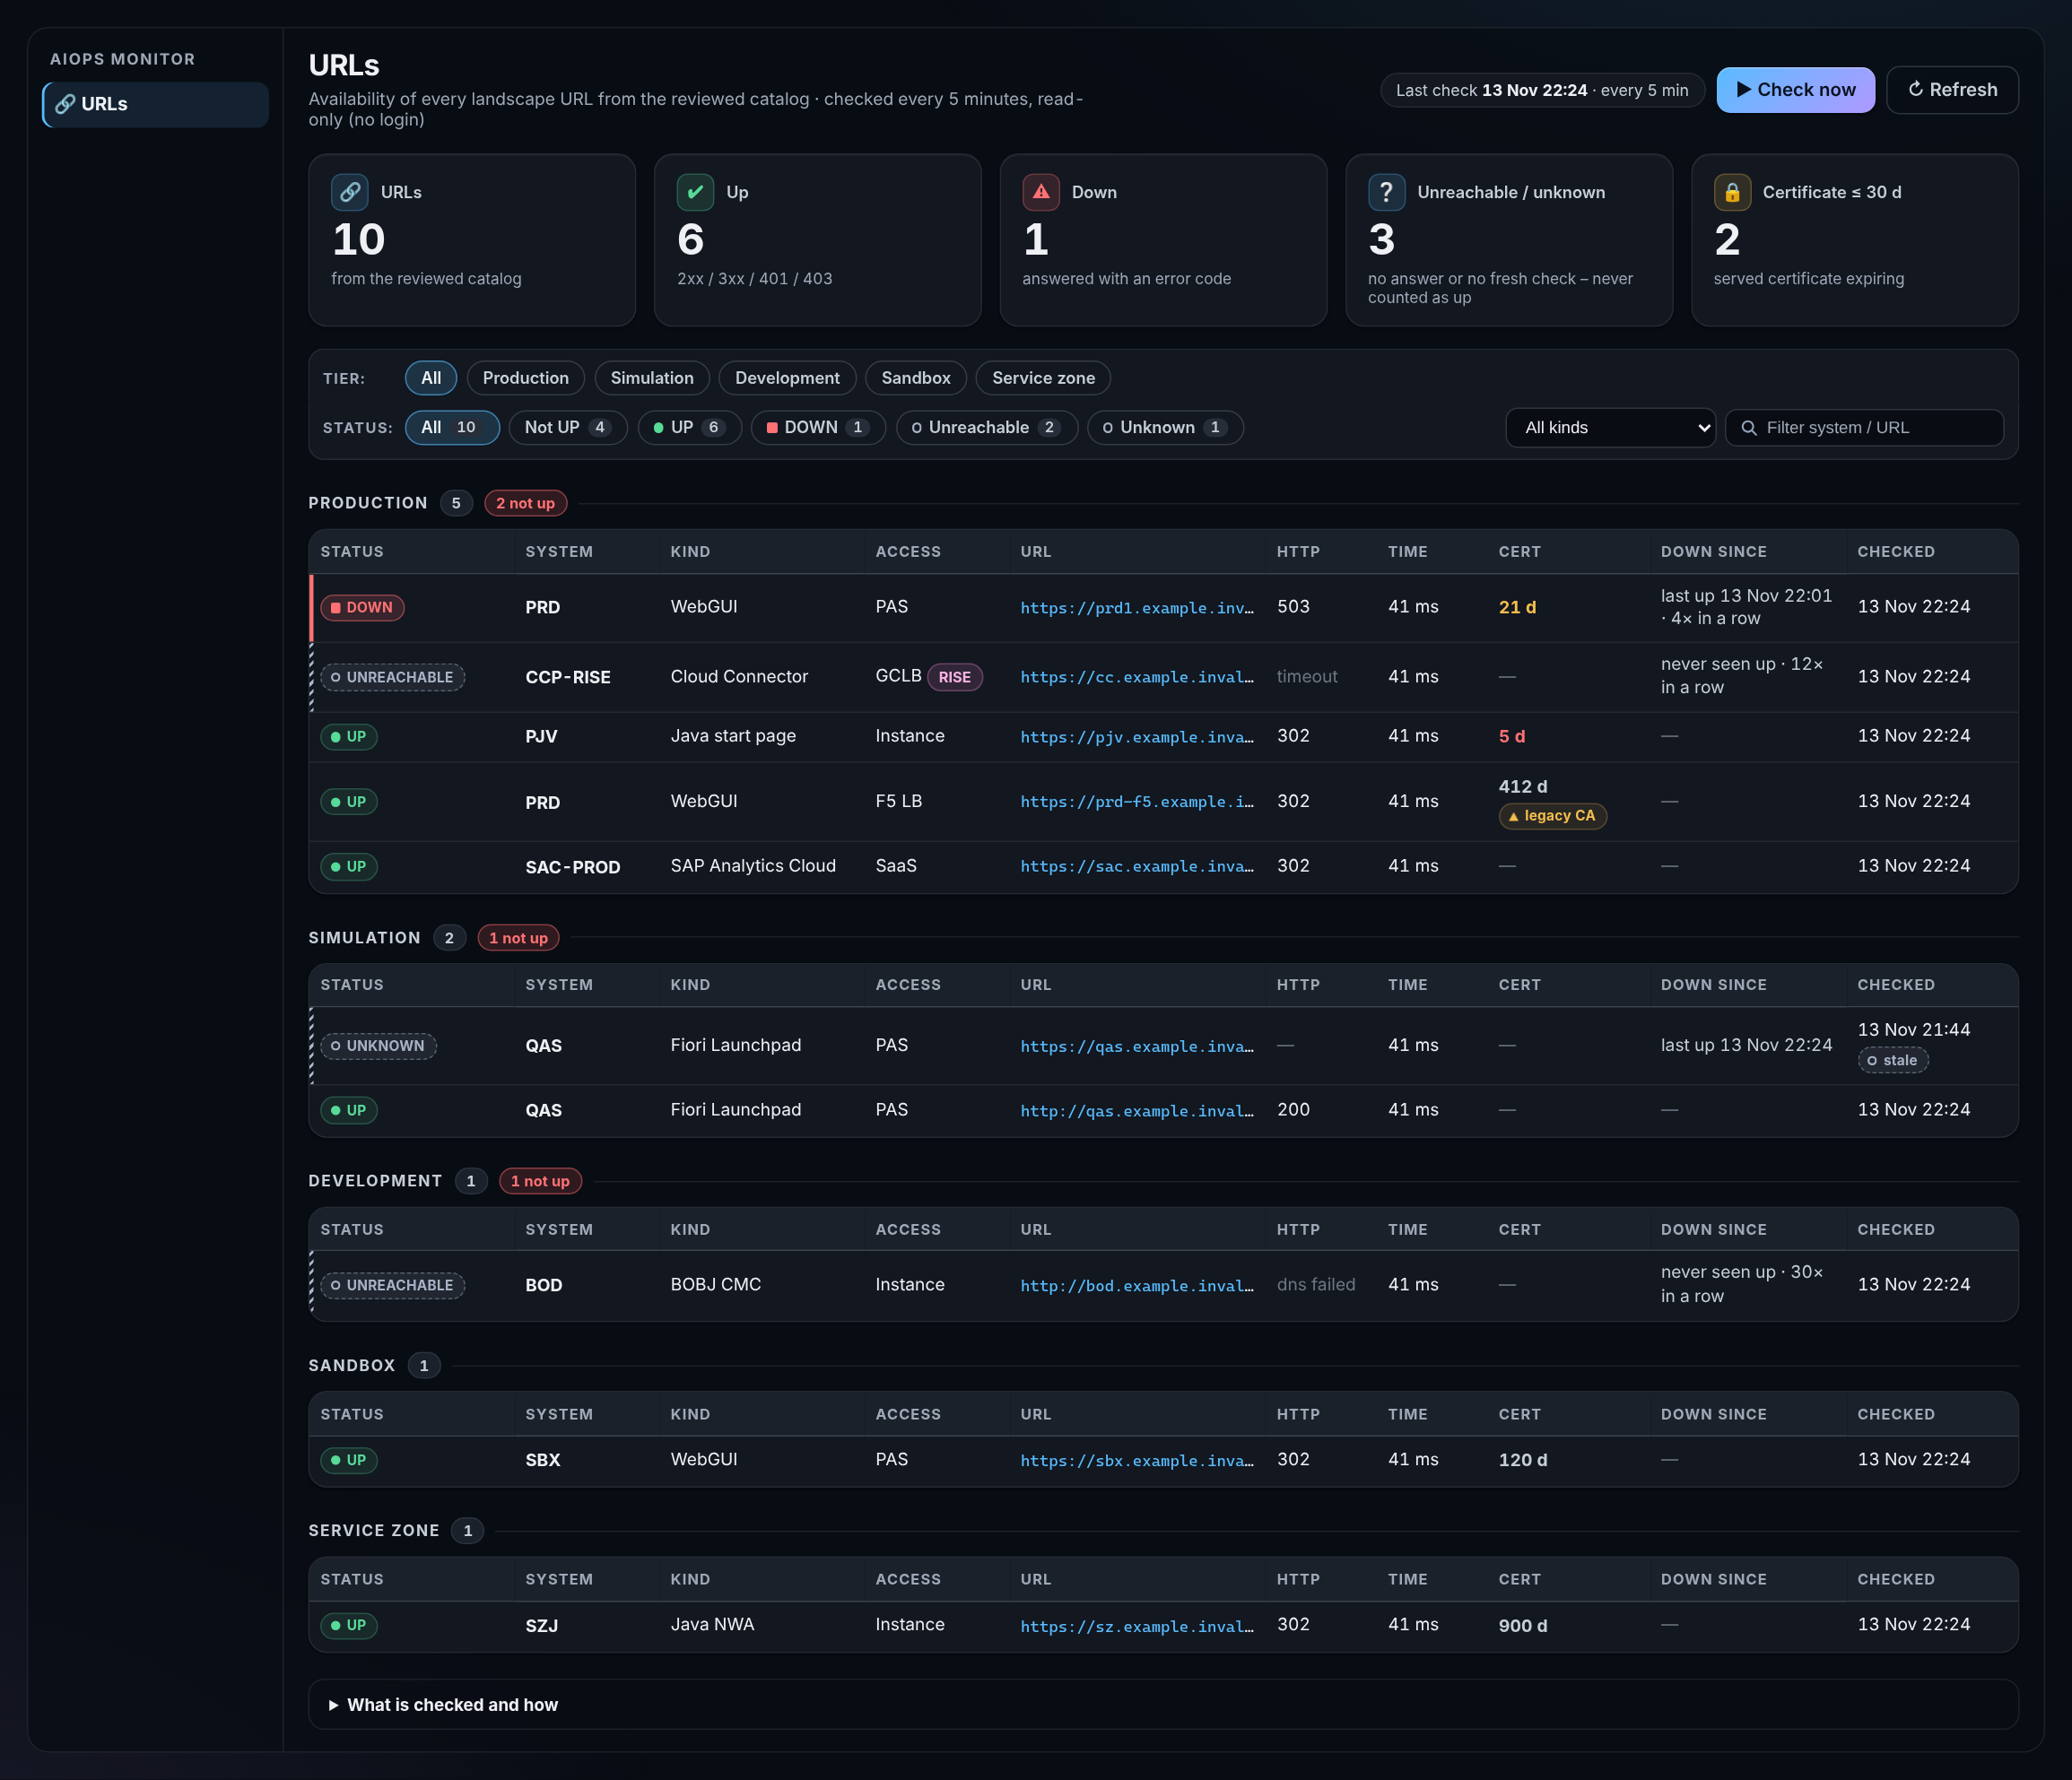 AIOPS MONITOR
🔗 URLs
URLs
Availability of every landscape URL from the reviewed catalog · checked every 5 minutes, read-
only (no login)
Last check 13 Nov 22:24 · every 5 min
▶ Check now
↻ Refresh
🔗 URLs
10
from the reviewed catalog
✔ Up
6
2xx / 3xx / 401 / 403
⚠ Down
1
answered with an error code
❔ Unreachable / unknown
3
no answer or no fresh check – never
counted as up
🔒 Certificate ≤ 30 d
2
served certificate expiring
TIER: All Production Simulation Development Sandbox Service zone
STATUS: All 10 Not UP 4 UP 6 DOWN 1 Unreachable 2 Unknown 1 All kinds Filter system / URL
PRODUCTION 5 2 not up
STATUS SYSTEM KIND ACCESS URL HTTP TIME CERT DOWN SINCE CHECKED
DOWN PRD WebGUI PAS https://prd1.example.inv… 503 41 ms 21 d last up 13 Nov 22:01 13 Nov 22:24
· 4× in a row
UNREACHABLE CCP-RISE Cloud Connector GCLB RISE https://cc.example.inval… timeout 41 ms — never seen up · 12× 13 Nov 22:24
in a row
UP PJV Java start page Instance https://pjv.example.inva… 302 41 ms 5 d — 13 Nov 22:24
UP PRD WebGUI F5 LB https://prd-f5.example.i… 302 41 ms 412 d — 13 Nov 22:24
▲ legacy CA
UP SAC-PROD SAP Analytics Cloud SaaS https://sac.example.inva… 302 41 ms — — 13 Nov 22:24
SIMULATION 2 1 not up
STATUS SYSTEM KIND ACCESS URL HTTP TIME CERT DOWN SINCE CHECKED
UNKNOWN QAS Fiori Launchpad PAS https://qas.example.inva… — 41 ms — last up 13 Nov 22:24 13 Nov 21:44
stale
UP QAS Fiori Launchpad PAS http://qas.example.inval… 200 41 ms — — 13 Nov 22:24
DEVELOPMENT 1 1 not up
STATUS SYSTEM KIND ACCESS URL HTTP TIME CERT DOWN SINCE CHECKED
UNREACHABLE BOD BOBJ CMC Instance http://bod.example.inval… dns failed 41 ms — never seen up · 30× 13 Nov 22:24
in a row
SANDBOX 1
STATUS SYSTEM KIND ACCESS URL HTTP TIME CERT DOWN SINCE CHECKED
UP SBX WebGUI PAS https://sbx.example.inva… 302 41 ms 120 d — 13 Nov 22:24
SERVICE ZONE 1
STATUS SYSTEM KIND ACCESS URL HTTP TIME CERT DOWN SINCE CHECKED
UP SZJ Java NWA Instance https://sz.example.inval… 302 41 ms 900 d — 13 Nov 22:24
▶ What is checked and how